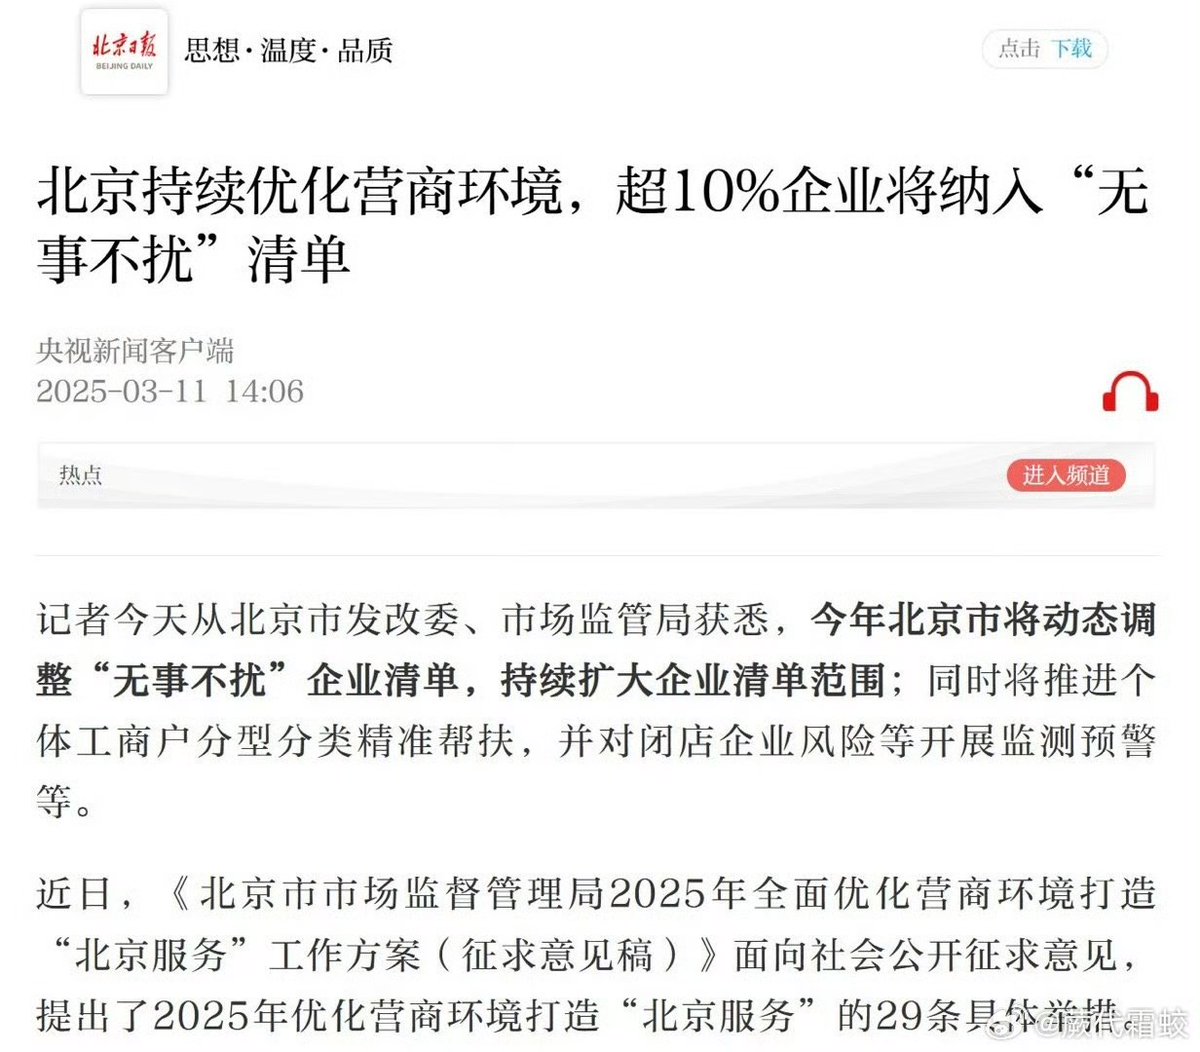 北京日报
BEIJING DAILY
思想·温度·品质
点击 下载
北京持续优化营商环境，超10%企业将纳入“无
事不扰”清单
央视新闻客户端
2025-03-11 14:06
热点
进入频道
记者今天从北京市发改委、市场监管局获悉，今年北京市将动态调
整“无事不扰”企业清单，持续扩大企业清单范围；同时将推进个
体工商户分型分类精准帮扶，并对闭店企业风险等开展监测预警
等。
近日，《北京市市场监督管理局2025年全面优化营商环境打造
“北京服务”工作方案（征求意见稿）》面向社会公开征求意见，
提出了2025年优化营商环境打造“北京服务”的29条具体举措。
@蕨代霜蛟